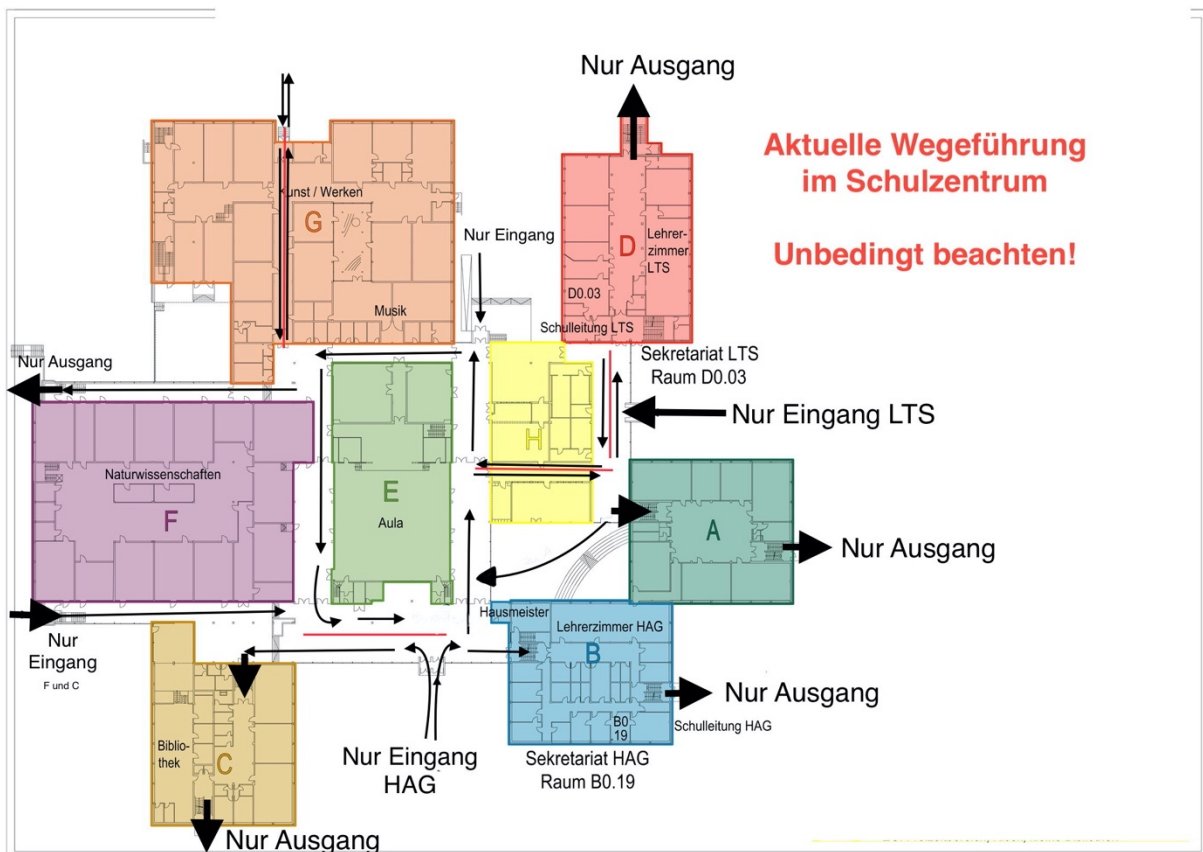 Nur Ausgang
Aktuelle Wegeführung
im Schulzentrum
Unbedingt beachten!
Kunst / Werken
G
Musik
Nur Eingang
D
Lehrer-
zimmer
LTS
D0.03
Schulleitung LTS
Sekretariat LTS
Raum D0.03
Nur Ausgang
Nur Eingang LTS
H
Naturwissenschaften
F
E
Aula
A
Nur Ausgang
Nur
Eingang
F und C
Hausmeister
Lehrerzimmer HAG
B
B0
.19
Nur Ausgang
Schulleitung HAG
Sekretariat HAG
Raum B0.19
Nur Eingang
HAG
Biblio-
thek
C
Nur Ausgang